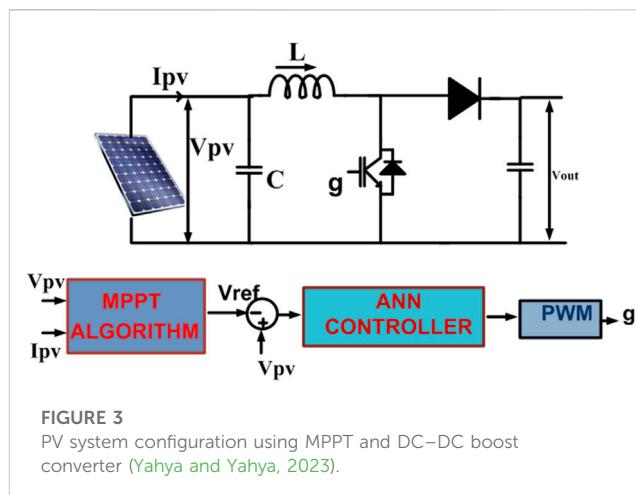 L
Ipv
Vpv
C
g
Vout
Vpv
Ipv
MPPT
ALGORITHM
Vref
-
+
Vpv
ANN
CONTROLLER
PWM
g
FIGURE 3
PV system configuration using MPPT and DC–DC boost
converter (Yahya and Yahya, 2023).